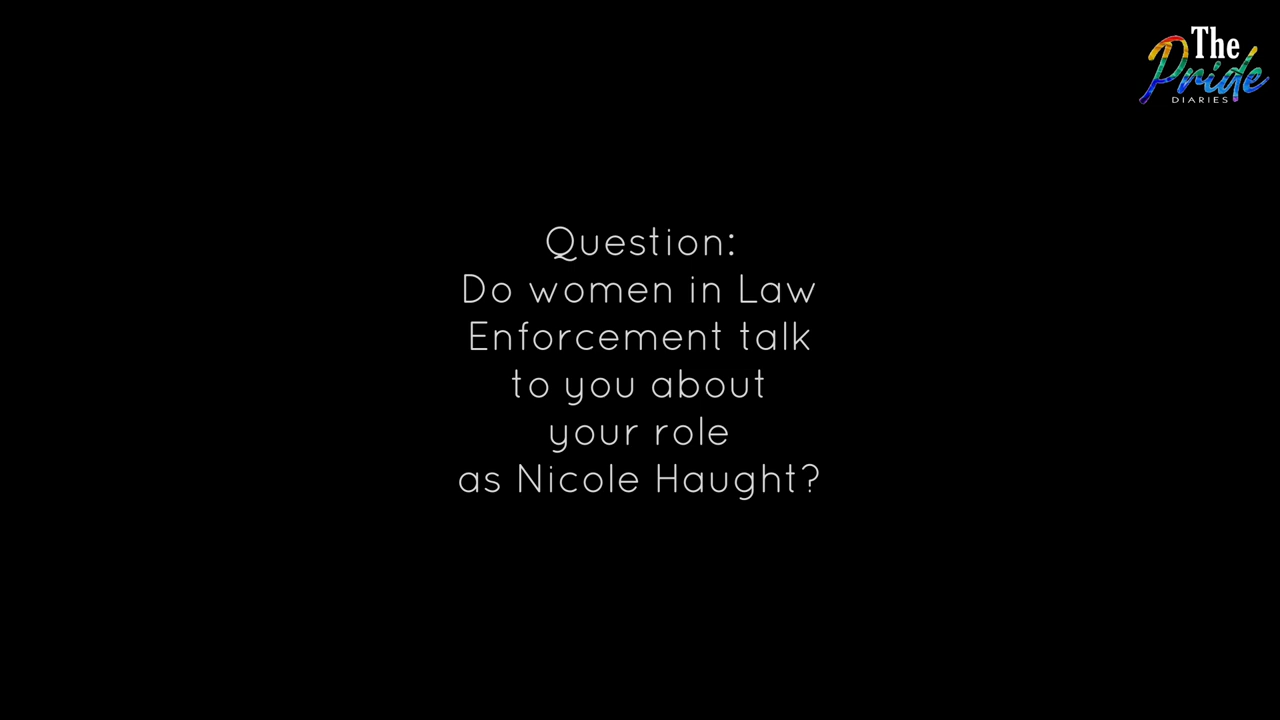 The
Pride
DIARIES
Question:
Do women in Law
Enforcement talk
to you about
your role
as Nicole Haught?